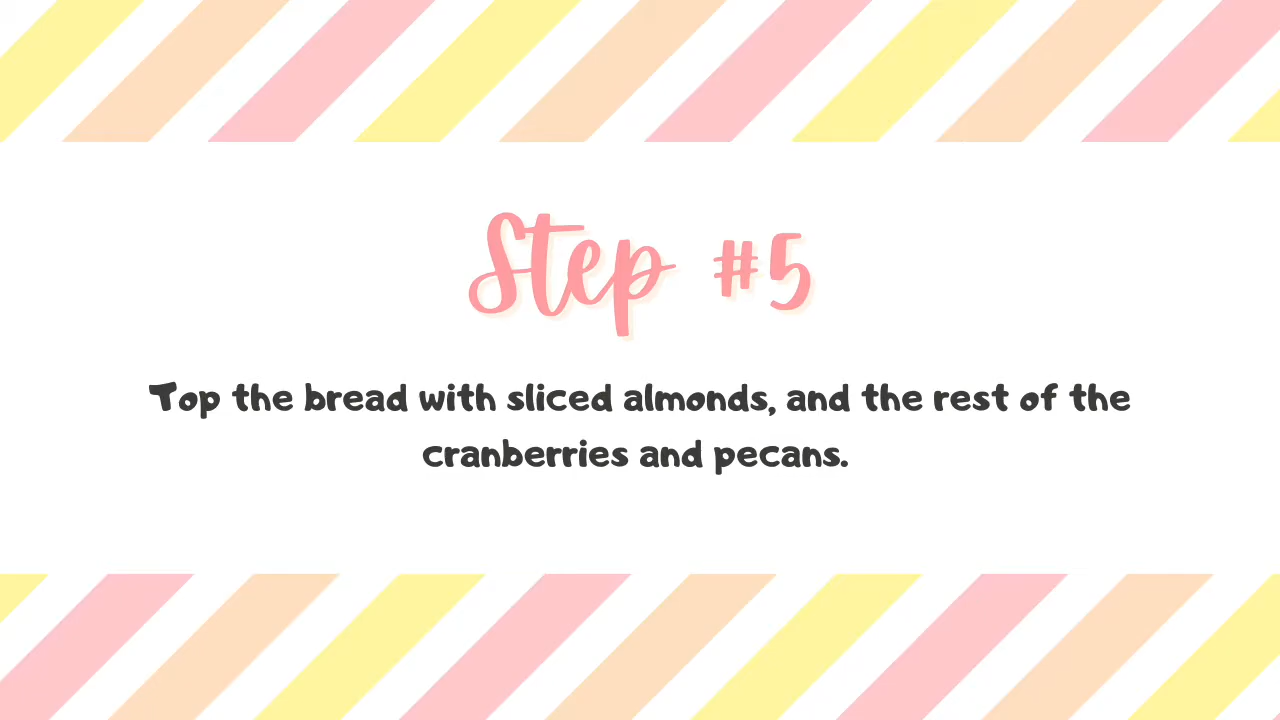 Step #5
Top the bread with sliced almonds, and the rest of the
cranberries and pecans.